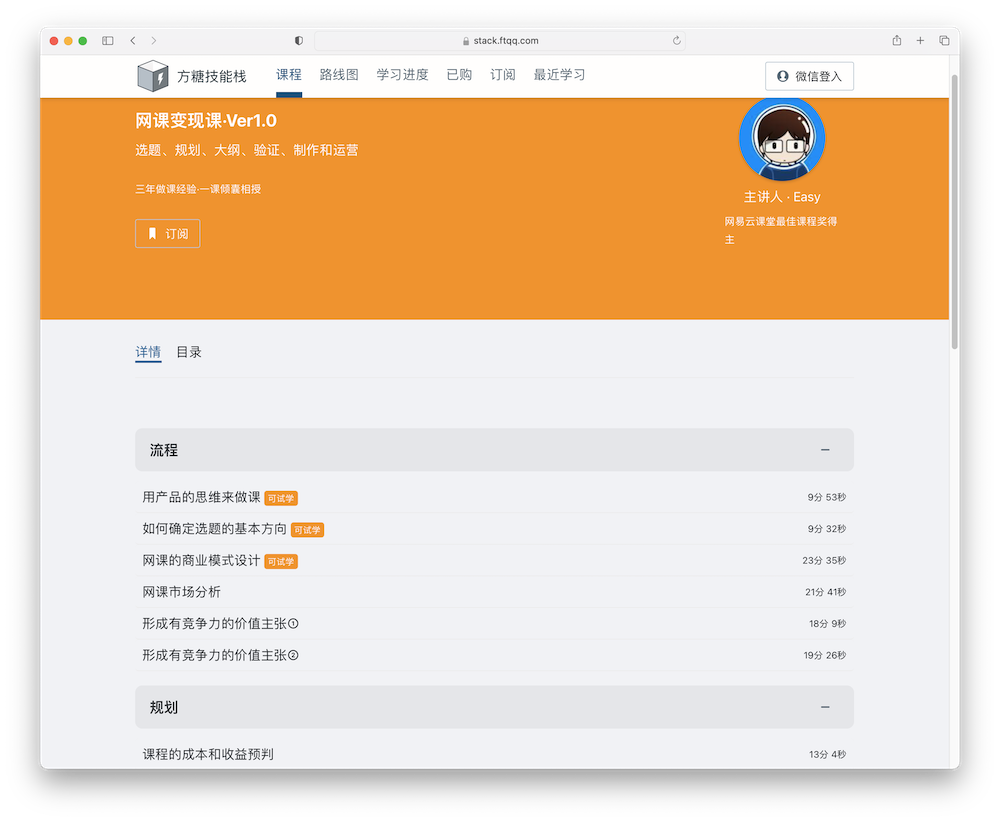 stack.ftqq.com
方糖技能栈 课程 路线图 学习进度 已购 订阅 最近学习 微信登入
网课变现课·Ver1.0
选题、规划、大纲、验证、制作和运营
三年做课经验·一课倾囊相授
订阅
主讲人 · Easy
网易云课堂最佳课程奖得
主
详情 目录
流程
用产品的思维来做课 可试学 9分 53秒
如何确定选题的基本方向 可试学 9分 32秒
网课的商业模式设计 可试学 23分 35秒
网课市场分析 21分 41秒
形成有竞争力的价值主张① 18分 9秒
形成有竞争力的价值主张② 19分 26秒
规划
课程的成本和收益预判 13分 4秒